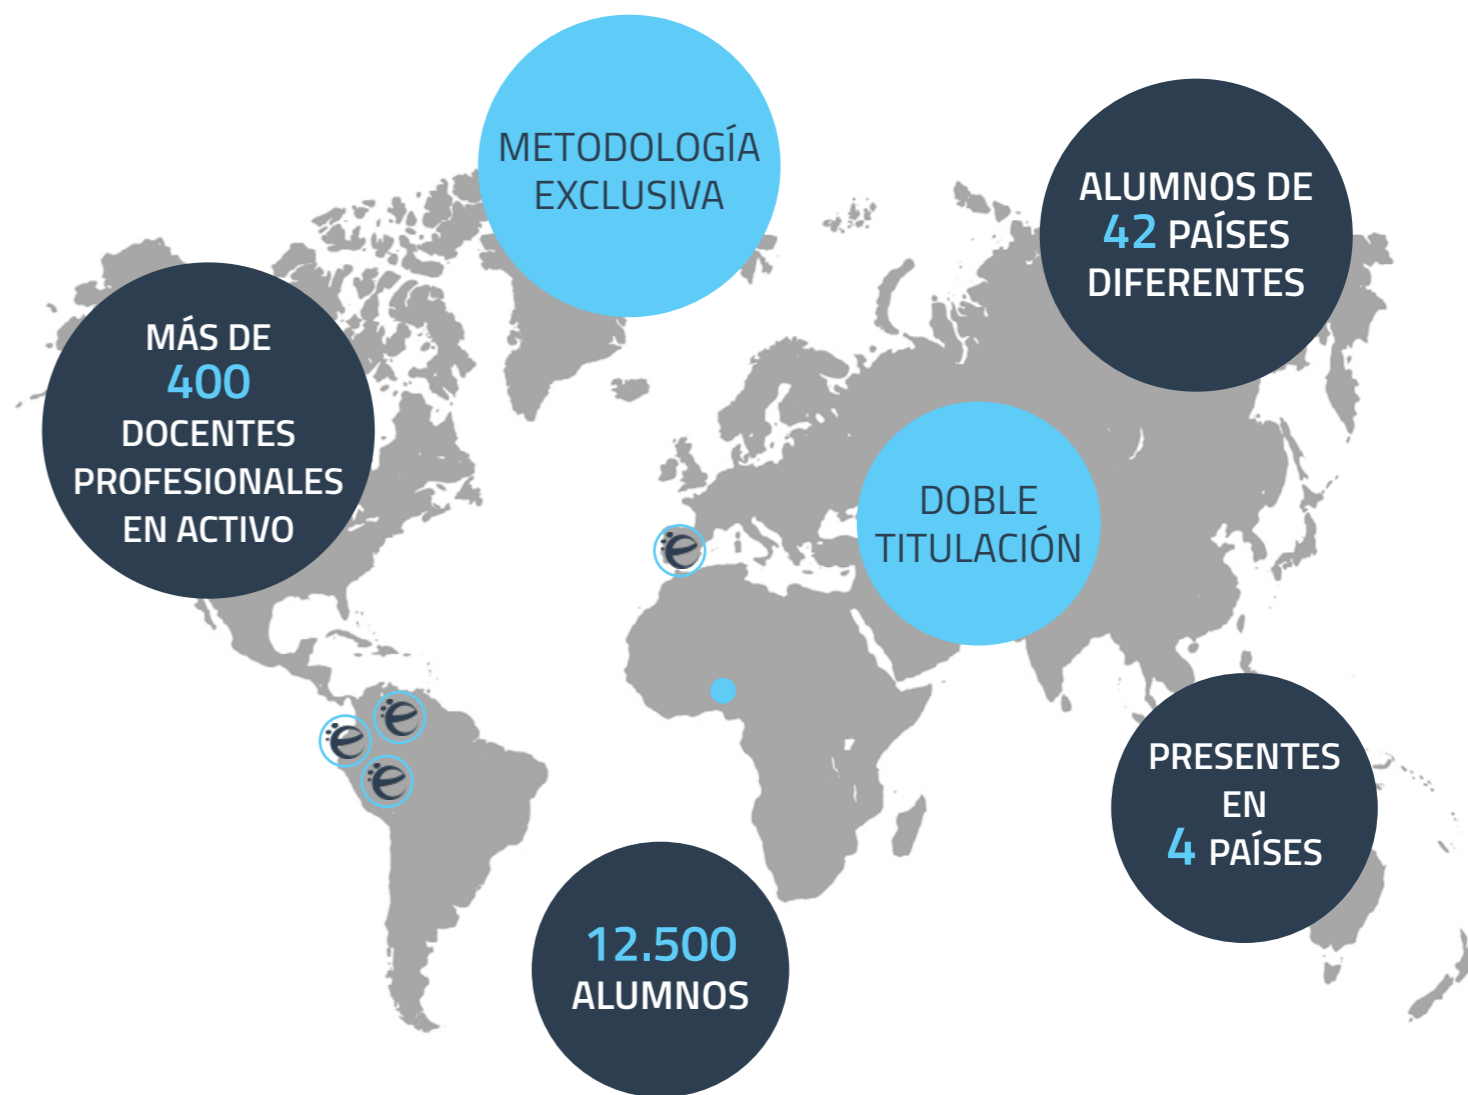 METODOLOGÍA
EXCLUSIVA
ALUMNOS DE
42 PAÍSES
DIFERENTES
MÁS DE
400
DOCENTES
PROFESIONALES
EN ACTIVO
DOBLE
TITULACIÓN
PRESENTES
EN
4 PAÍSES
12.500
ALUMNOS